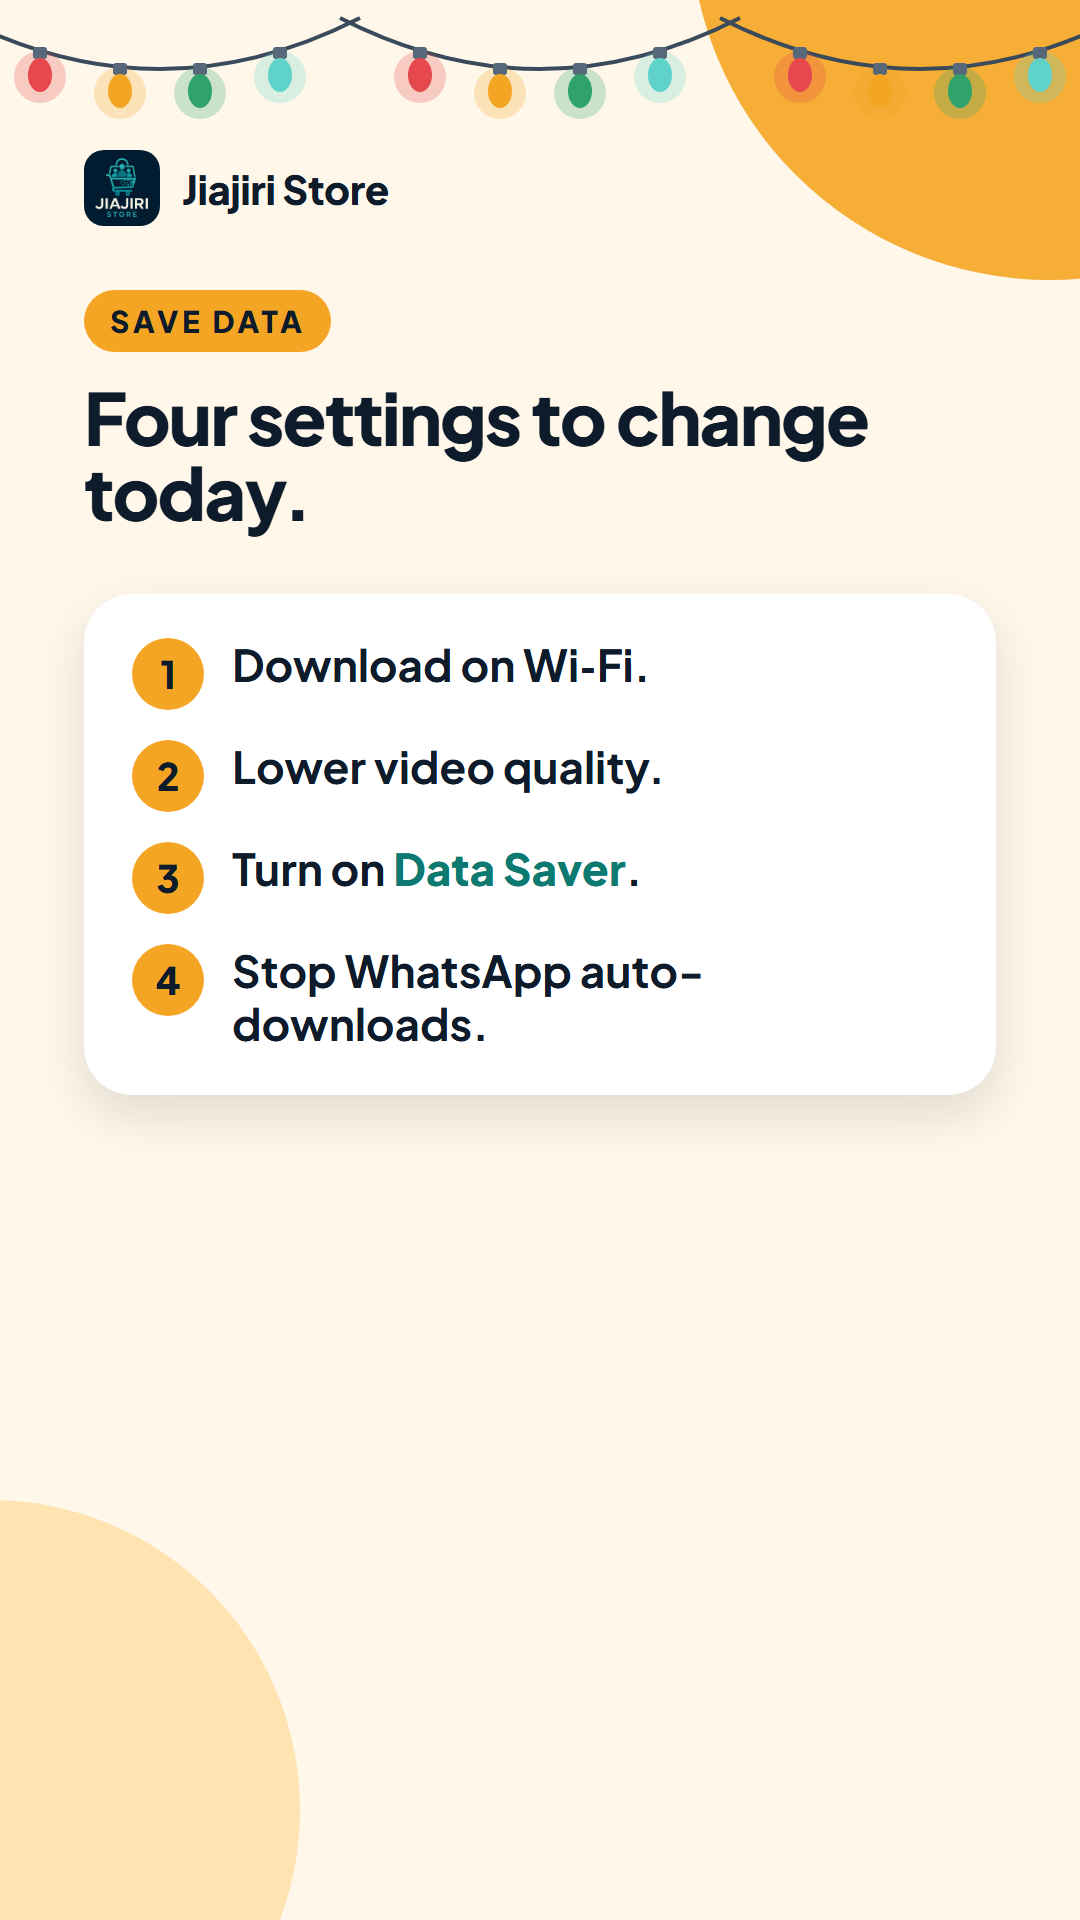 JIAJIRI
STORE
Jiajiri Store
SAVE DATA
Four settings to change
today.
1 Download on Wi-Fi.
2 Lower video quality.
3 Turn on Data Saver.
4 Stop WhatsApp auto-
downloads.